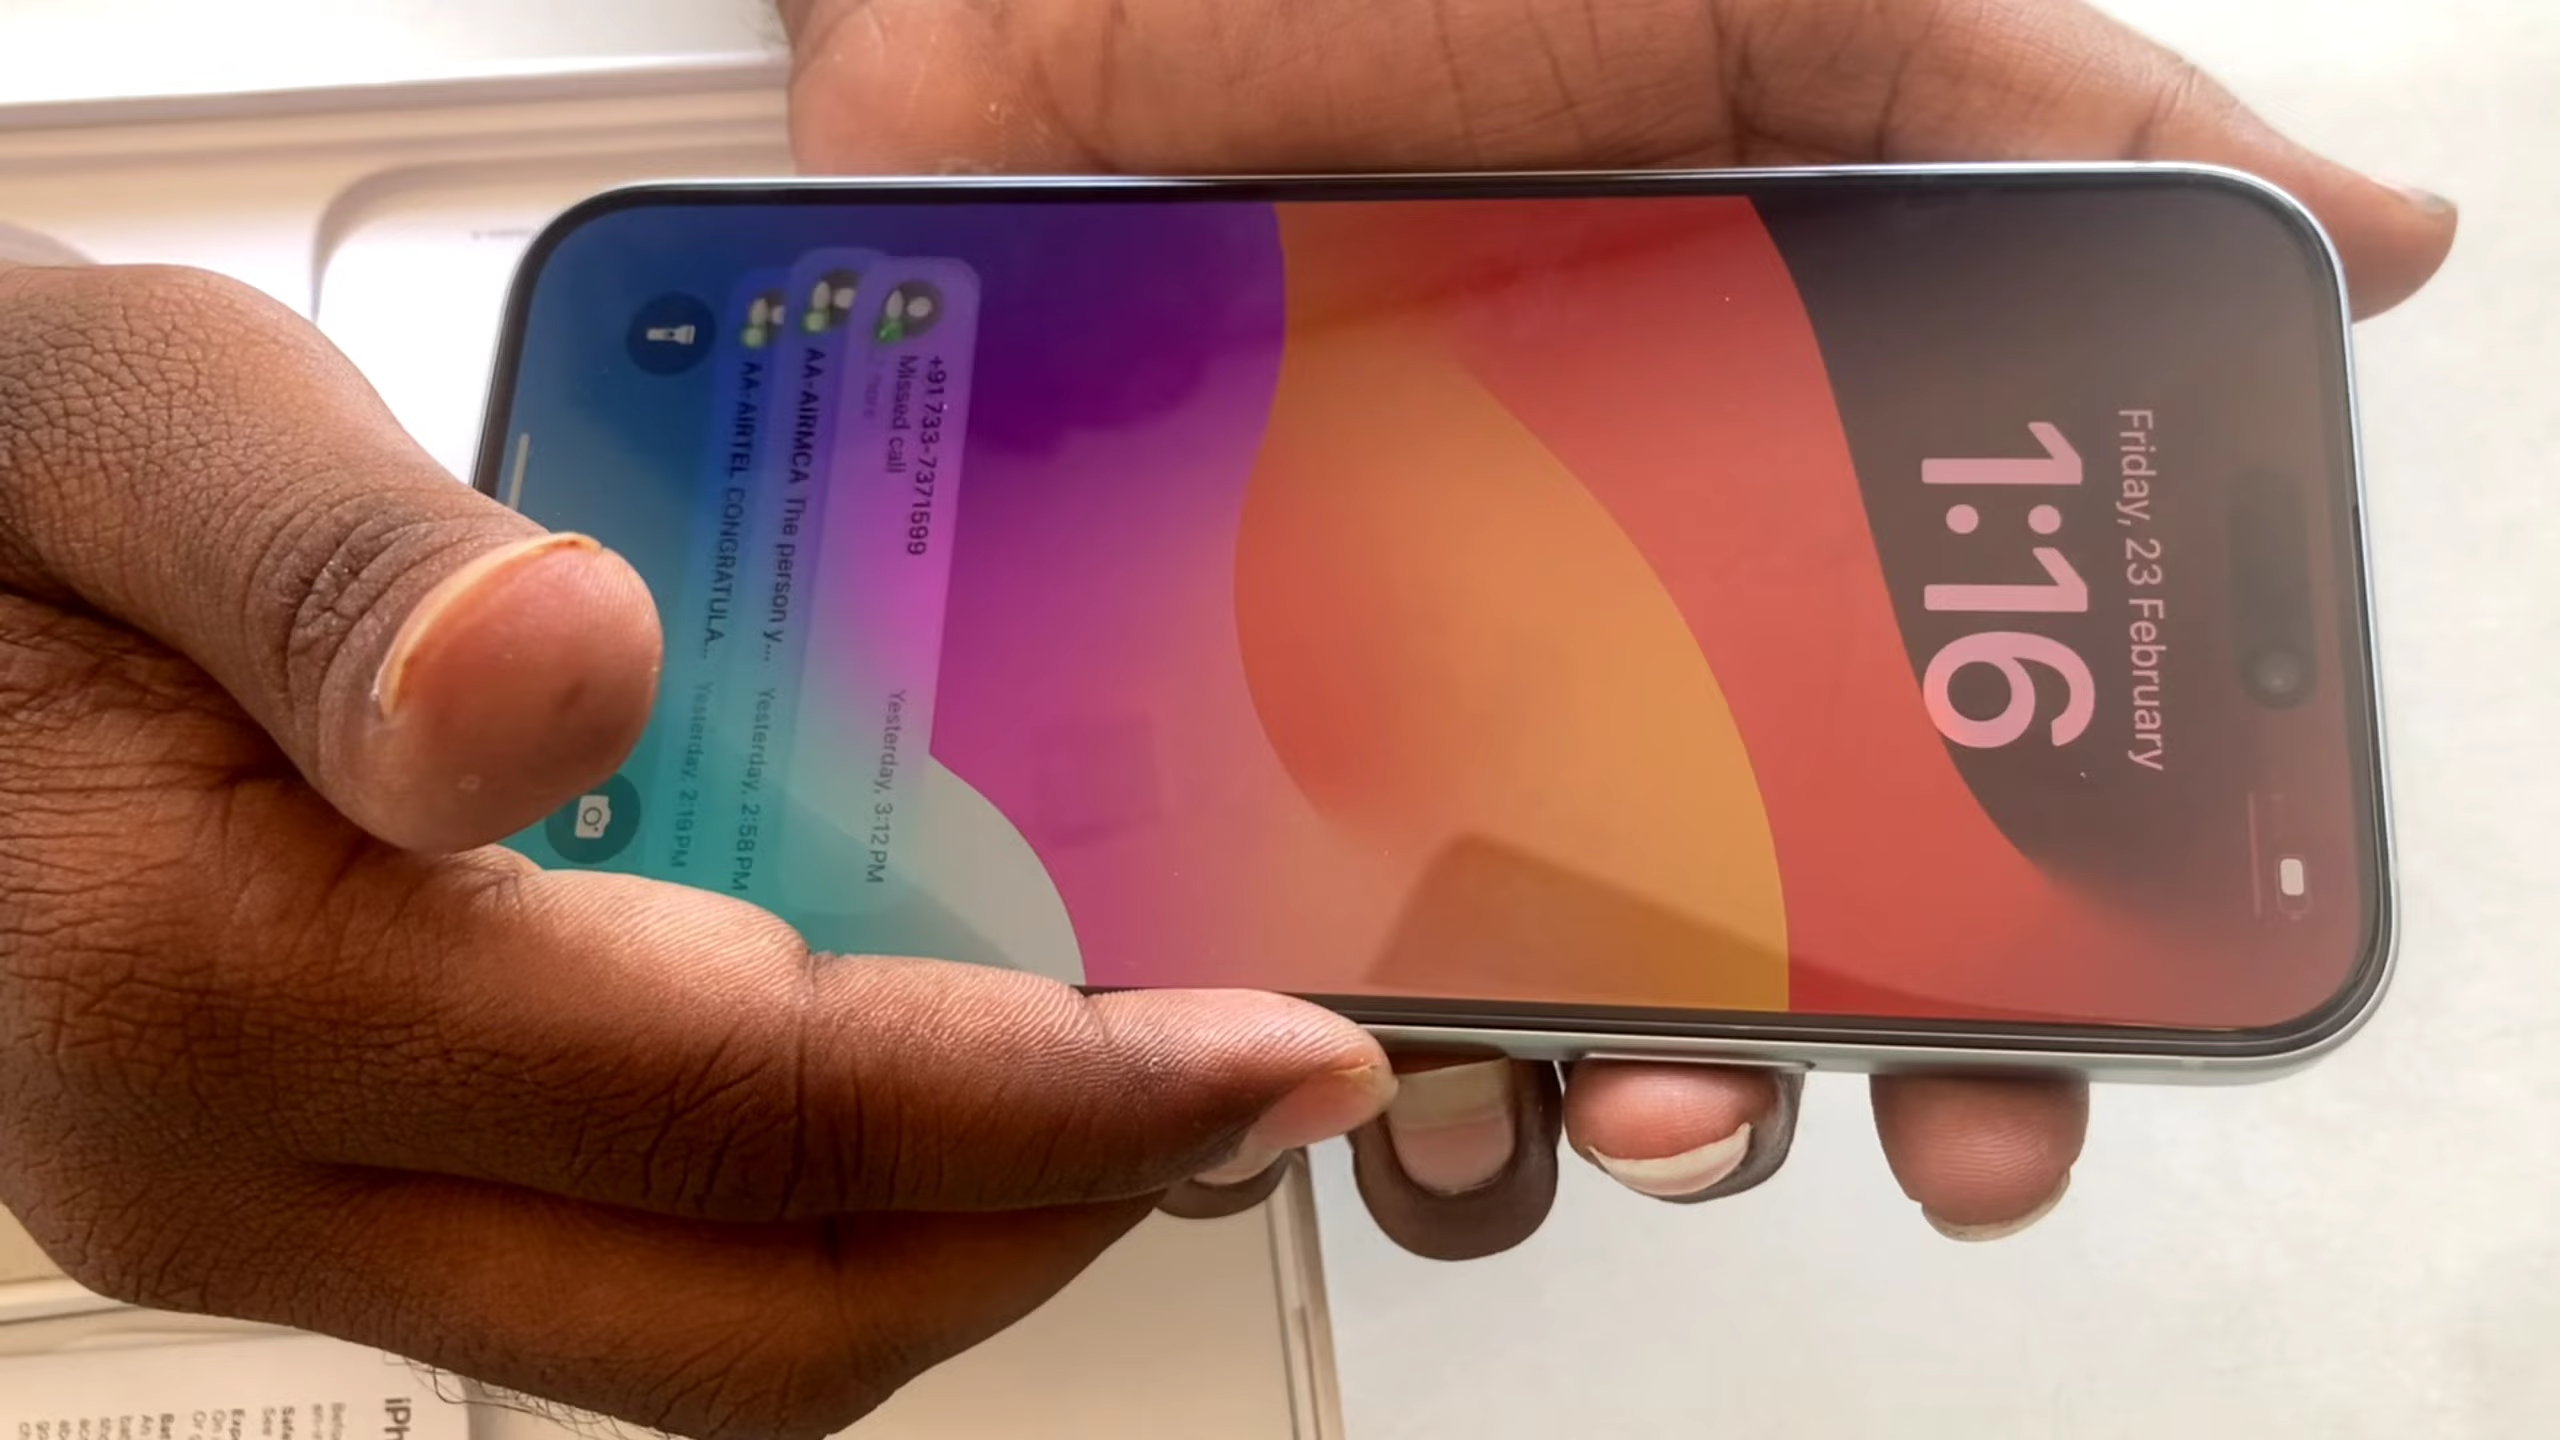 Friday, 23 February
1:16
+91 733-7371599
Missed call
Yesterday, 3:12 PM
AA-AIRMCA The person y...
Yesterday, 2:58 PM
AA-AIRTEL CONGRATULA...
Yesterday, 2:19 PM
iPh